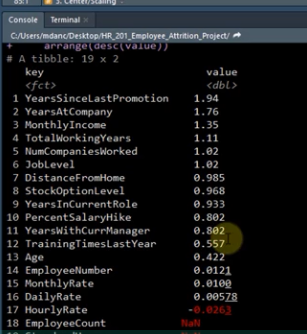 85:1 3. Center/Scaling
Console Terminal ×
C:/Users/mdanc/Desktop/HR_201_Employee_Attrition_Project/
+ arrange(desc(value))
# A tibble: 19 x 2
key value
<fct> <dbl>
1 YearsSinceLastPromotion 1.94
2 YearsAtCompany 1.76
3 MonthlyIncome 1.35
4 TotalWorkingYears 1.11
5 NumCompaniesWorked 1.02
6 JobLevel 1.02
7 DistanceFromHome 0.985
8 StockOptionLevel 0.968
9 YearsInCurrentRole 0.933
10 PercentSalaryHike 0.802
11 YearsWithCurrManager 0.802
12 TrainingTimesLastYear 0.557
13 Age 0.422
14 EmployeeNumber 0.0121
15 MonthlyRate 0.0100
16 DailyRate 0.00578
17 HourlyRate -0.0263
18 EmployeeCount NaN